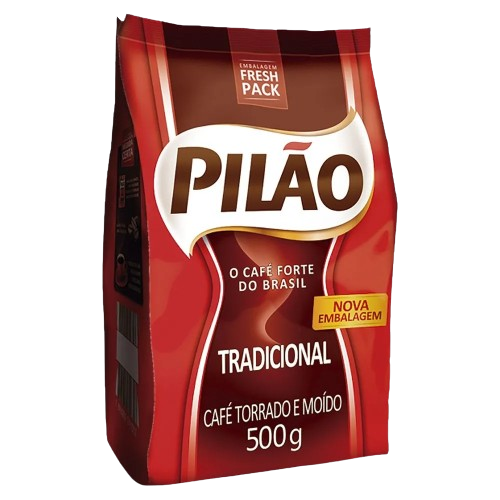 EMBALAGEM
FRESH
PACK
PILÃO
O CAFÉ FORTE
DO BRASIL
NOVA
EMBALAGEM
TRADICIONAL
CAFÉ TORRADO E MOÍDO
500g